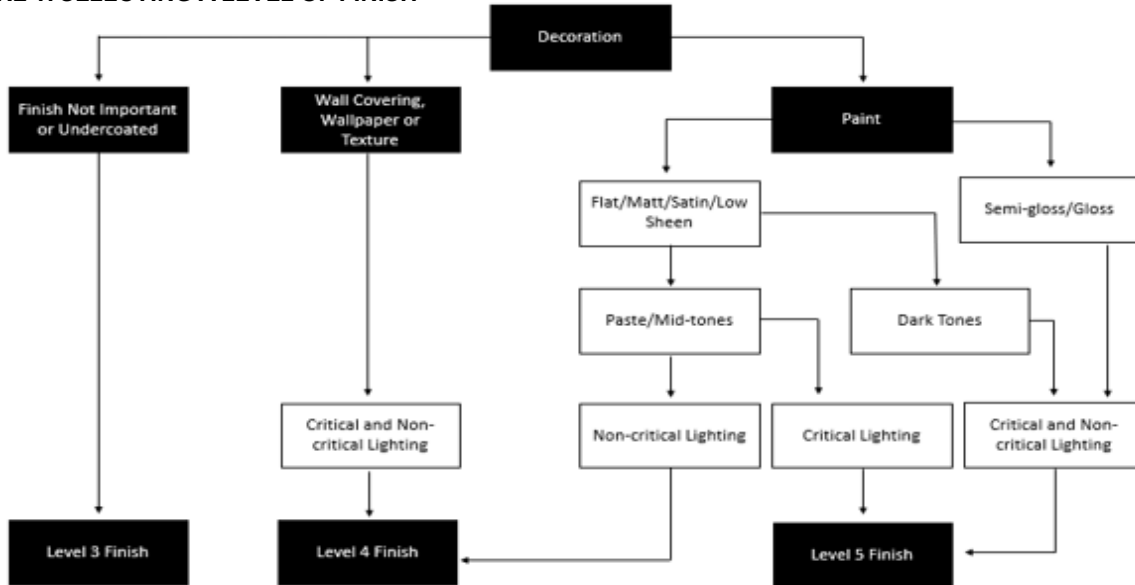 Decoration
Finish Not Important
or Undercoated
Wall Covering,
Wallpaper or
Texture
Paint
Flat/Matt/Satin/Low
Sheen
Semi-gloss/Gloss
Paste/Mid-tones
Dark Tones
Critical and Non-
critical Lighting
Non-critical Lighting
Critical Lighting
Critical and Non-
critical Lighting
Level 3 Finish
Level 4 Finish
Level 5 Finish